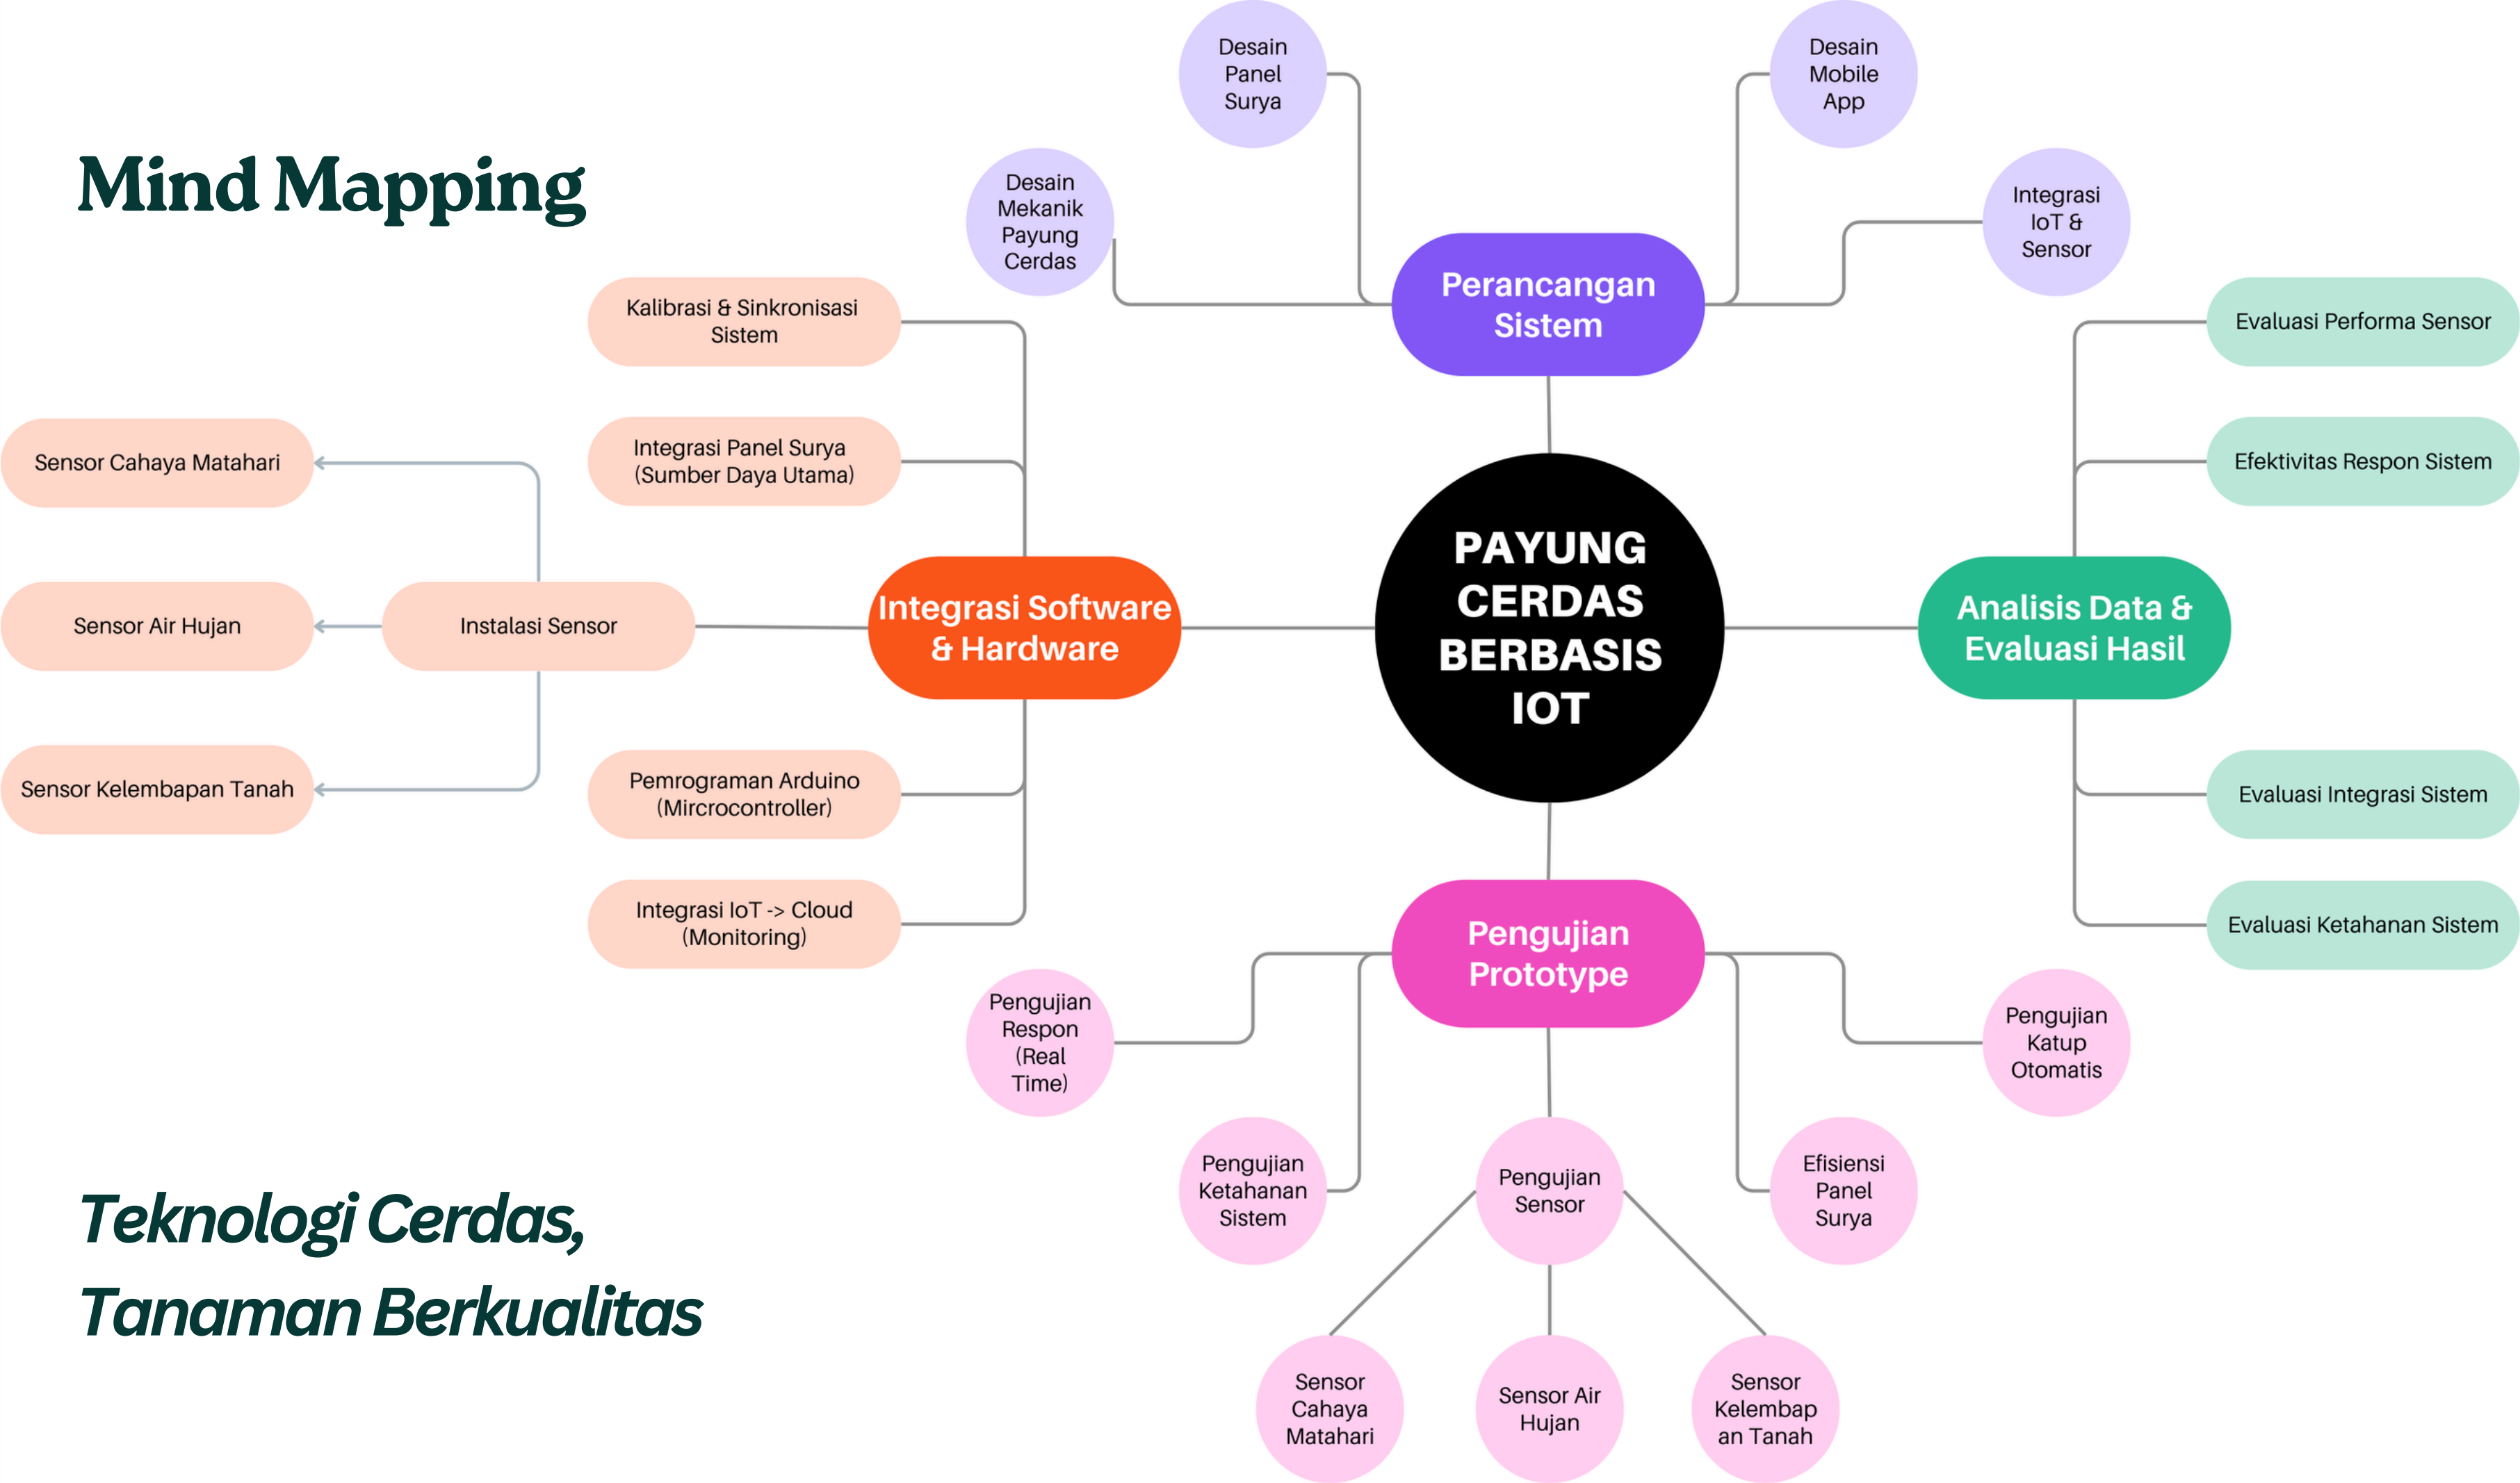 Mind Mapping
Desain
Panel
Surya
Desain
Mobile
App
Desain
Mekanik
Payung
Cerdas
Integrasi
IoT &
Sensor
Perancangan
Sistem
Kalibrasi & Sinkronisasi
Sistem
Integrasi Panel Surya
(Sumber Daya Utama)
Sensor Cahaya Matahari
Sensor Air Hujan
Sensor Kelembapan Tanah
Instalasi Sensor
Integrasi Software
& Hardware
Pemrograman Arduino
(Mircrocontroller)
Integrasi IoT -> Cloud
(Monitoring)
PAYUNG
CERDAS
BERBASIS
IOT
Evaluasi Performa Sensor
Efektivitas Respon Sistem
Analisis Data &
Evaluasi Hasil
Evaluasi Integrasi Sistem
Evaluasi Ketahanan Sistem
Pengujian
Prototype
Pengujian
Respon
(Real
Time)
Pengujian
Ketahanan
Sistem
Pengujian
Sensor
Efisiensi
Panel
Surya
Pengujian
Katup
Otomatis
Sensor
Cahaya
Matahari
Sensor Air
Hujan
Sensor
Kelembap
an Tanah
Teknologi Cerdas,
Tanaman Berkualitas